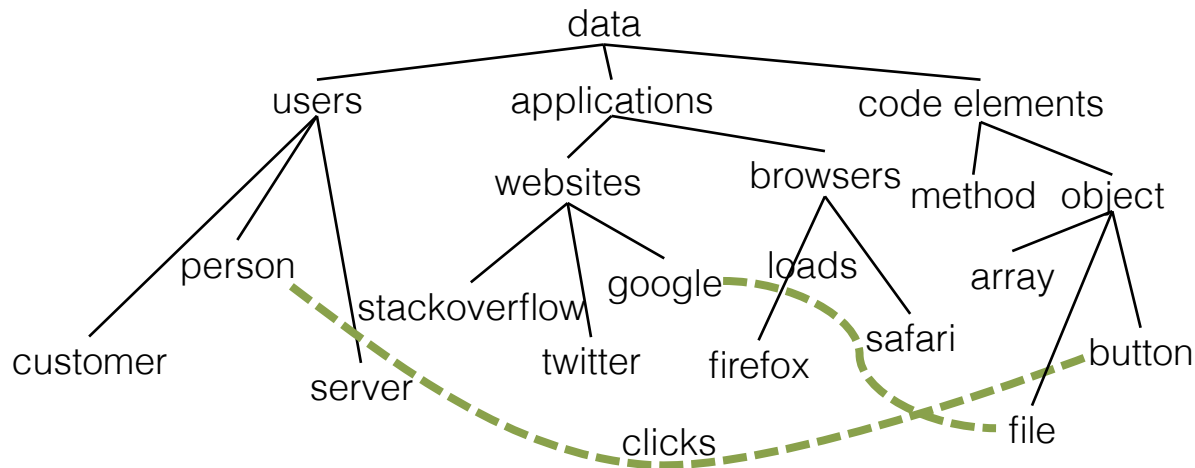 data
users
applications
code elements
websites
browsers
method
object
person
stackoverflow
google
loads
array
customer
server
twitter
firefox
safari
button
clicks
file